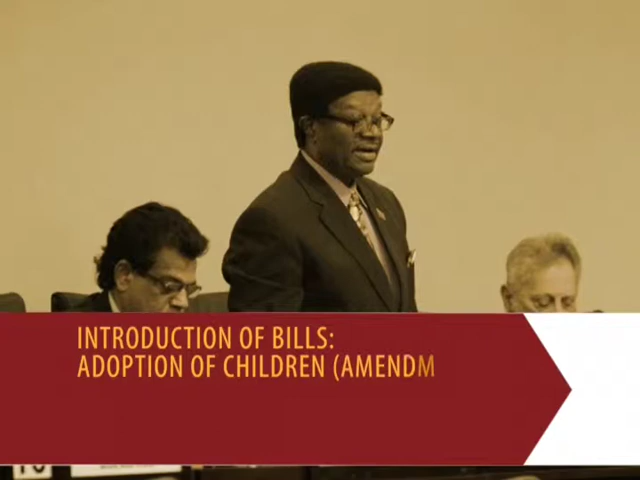 INTRODUCTION OF BILLS:
ADOPTION OF CHILDREN (AMENDM